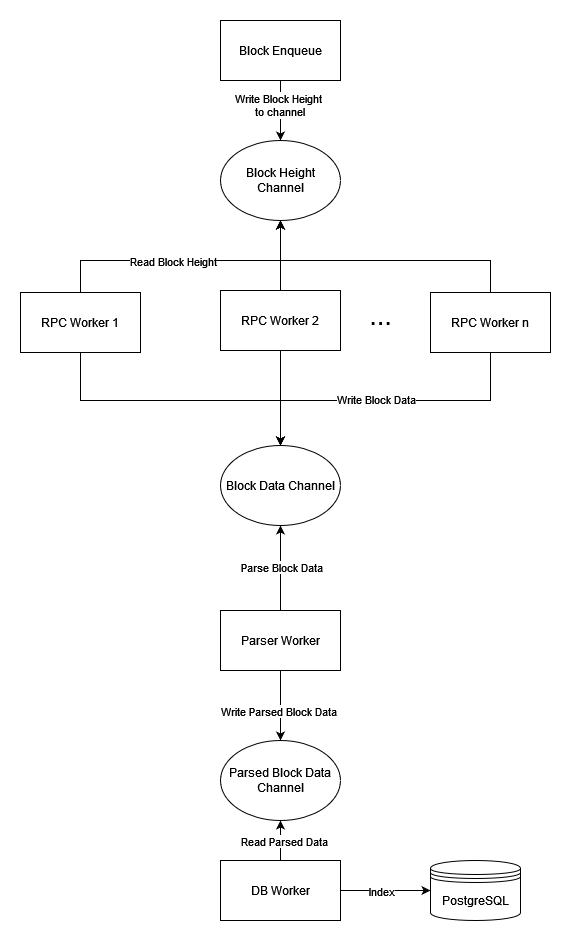 Block Enqueue
Write Block Height
to channel
Block Height
Channel
Read Block Height
RPC Worker 1
RPC Worker 2
...
RPC Worker n
Write Block Data
Block Data Channel
Parse Block Data
Parser Worker
Write Parsed Block Data
Parsed Block Data
Channel
Read Parsed Data
DB Worker
Index
PostgreSQL